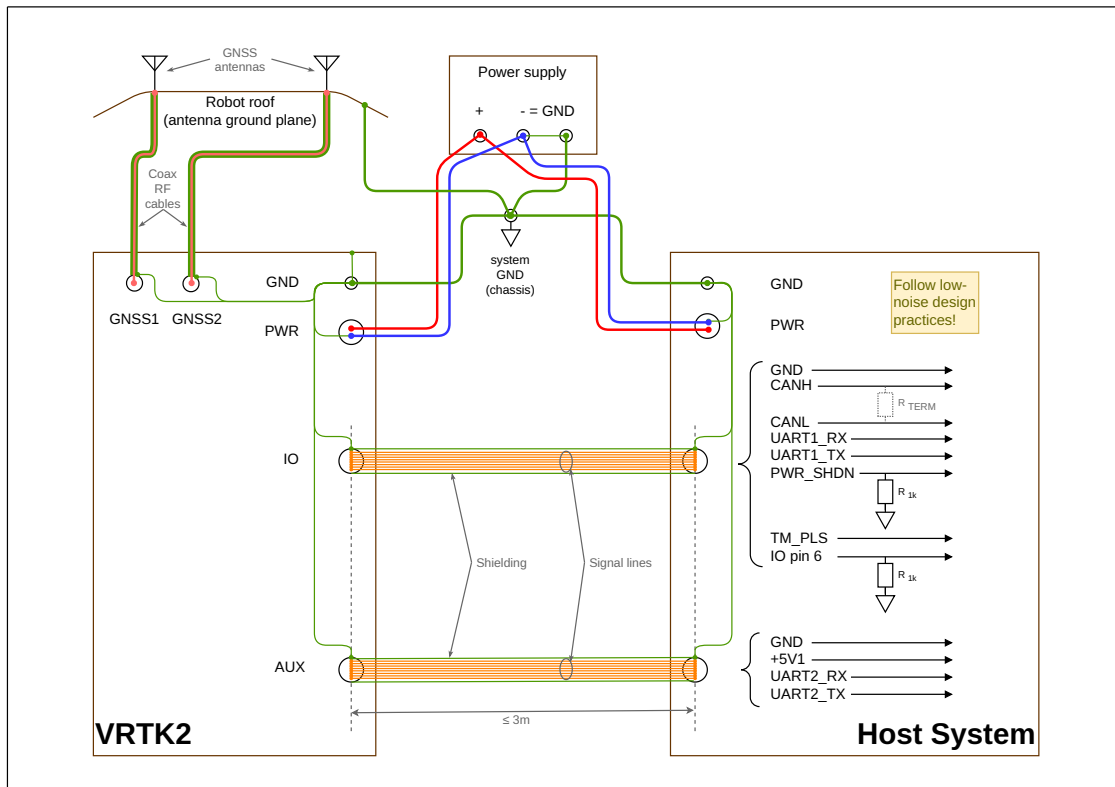 GNSS
antennas
Power supply
+
- = GND
Robot roof
(antenna ground plane)
Coax
RF
cables
system
GND
(chassis)
GND
GNSS1
GNSS2
PWR
IO
AUX
Shielding
Signal lines
≤ 3m
VRTK2
GND
PWR
Follow low-
noise design
practices!
GND
CANH
R TERM
CANL
UART1_RX
UART1_TX
PWR_SHDN
R 1k
TM_PLS
IO pin 6
R 1k
GND
+5V1
UART2_RX
UART2_TX
Host System